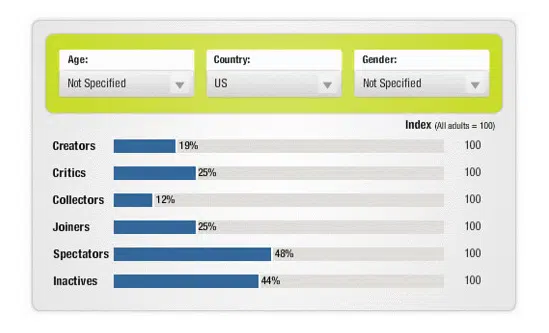 Age: Country: Gender:
Not Specified US Not Specified
Index (All adults = 100)
Creators 19% 100
Critics 25% 100
Collectors 12% 100
Joiners 25% 100
Spectators 48% 100
Inactives 44% 100